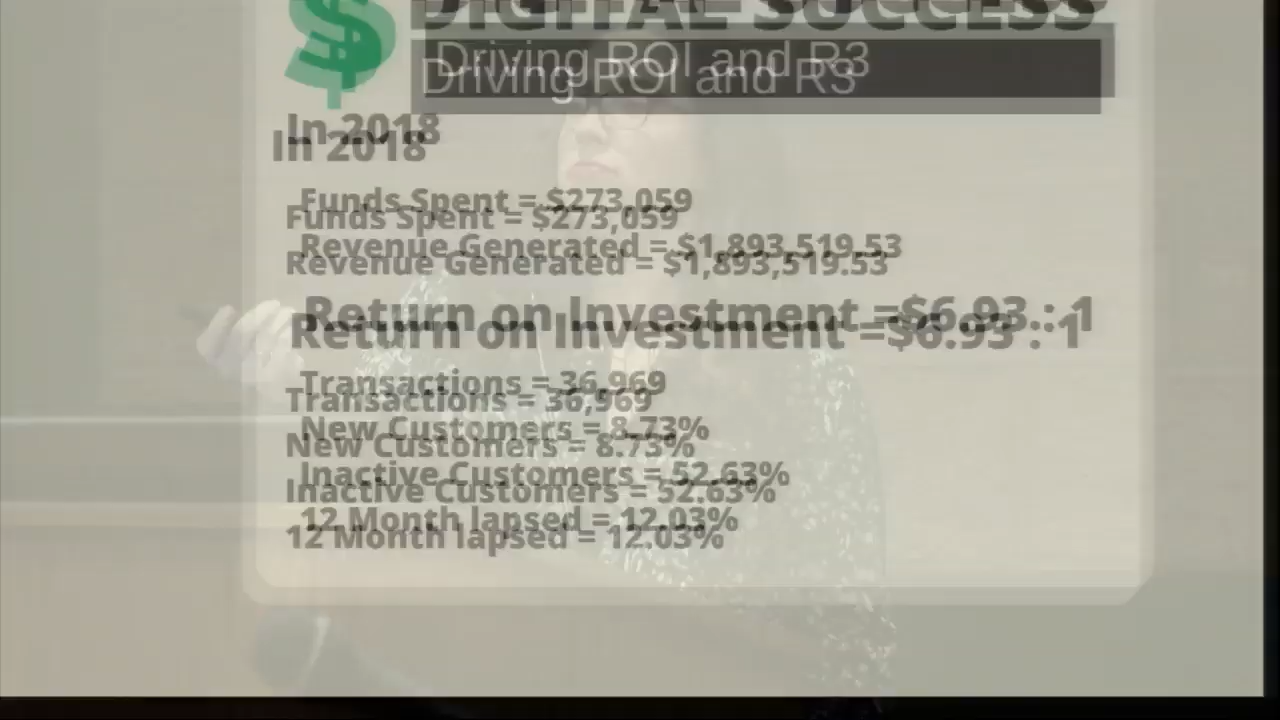 $ DIGITAL SUCCESS
Driving ROI and R3
In 2018
Funds Spent = $273,059
Revenue Generated = $1,893,519.53
Return on Investment =$6.93 : 1
Transactions = 36,969
New Customers = 8.73%
Inactive Customers = 52.63%
12 Month lapsed = 12.03%